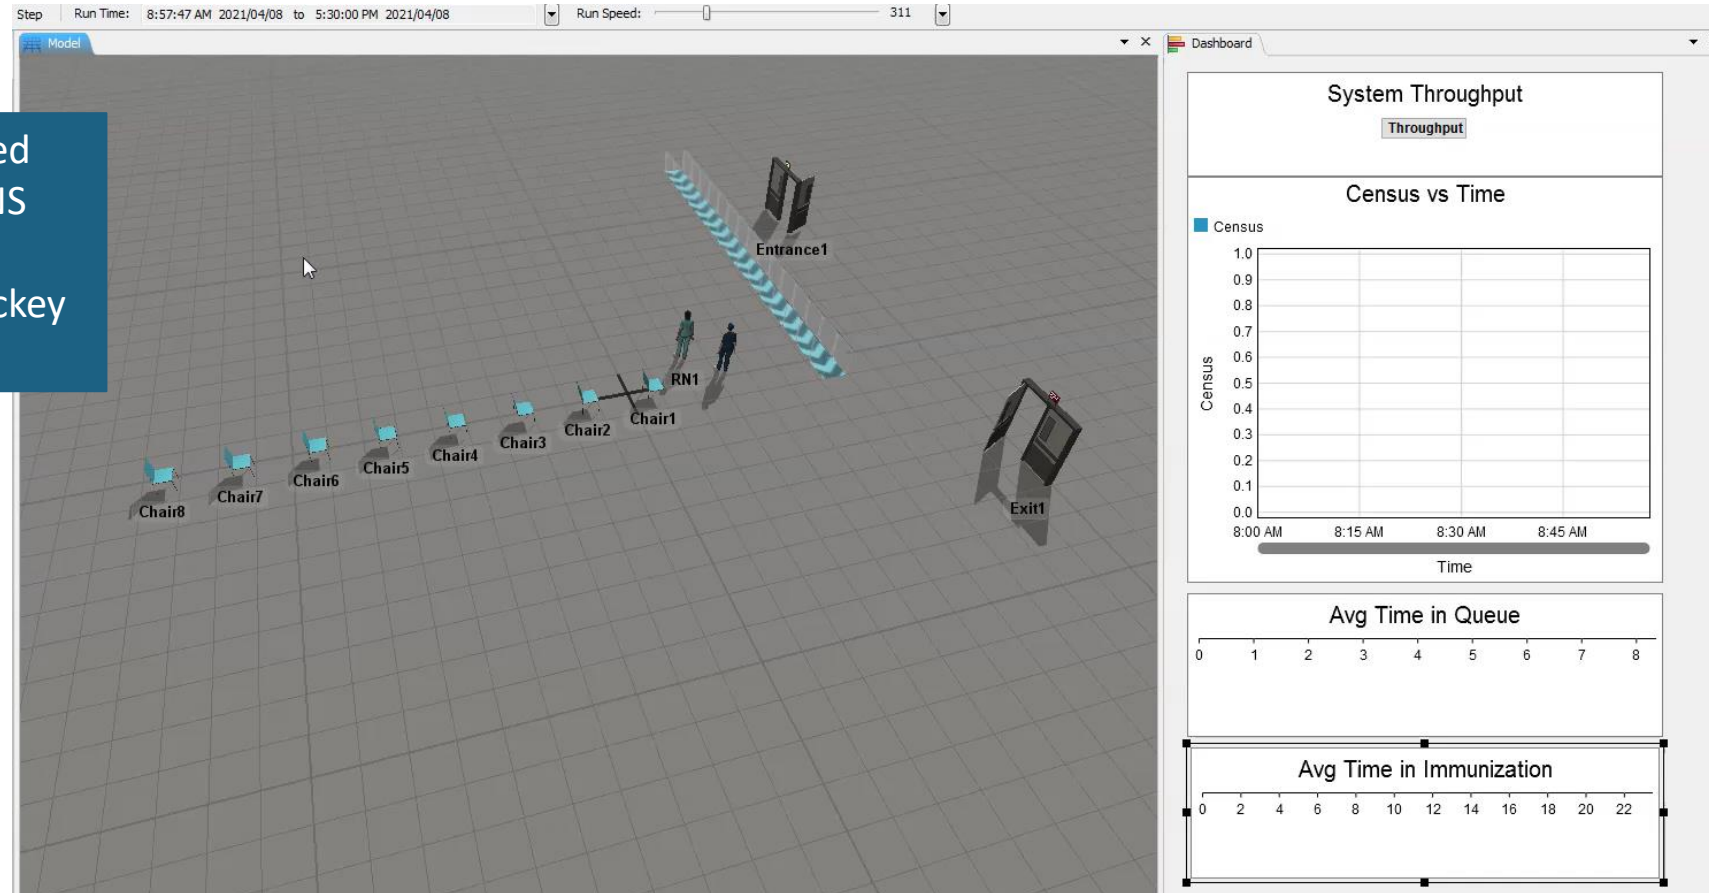 Step Run Time: 8:57:47 AM 2021/04/08 to 5:30:00 PM 2021/04/08 Run Speed: 311
Model
Dashboard
ed
IS
ckey
Entrance1
RN1
Chair1
Chair2
Chair3
Chair4
Chair5
Chair6
Chair7
Chair8
Exit1
System Throughput
Throughput
Census vs Time
Census
Census
1.0
0.9
0.8
0.7
0.6
0.5
0.4
0.3
0.2
0.1
0.0
8:00 AM 8:15 AM 8:30 AM 8:45 AM
Time
Avg Time in Queue
0 1 2 3 4 5 6 7 8
Avg Time in Immunization
0 2 4 6 8 10 12 14 16 18 20 22